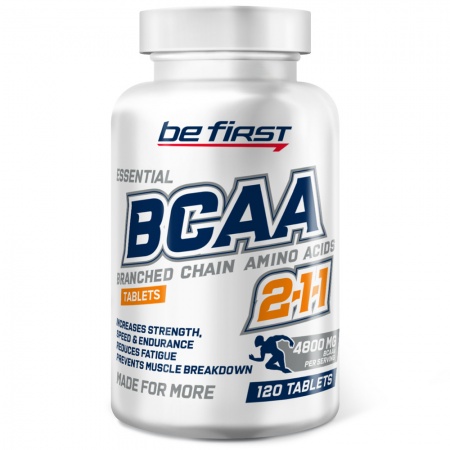 be first
ESSENTIAL
BCAA
BRANCHED CHAIN AMINO ACIDS
TABLETS
2:1:1
INCREASES STRENGTH,
SPEED & ENDURANCE
REDUCES FATIGUE
PREVENTS MUSCLE BREAKDOWN
MADE FOR MORE
4800 MG
BCAA
PER SERVING
120 TABLETS